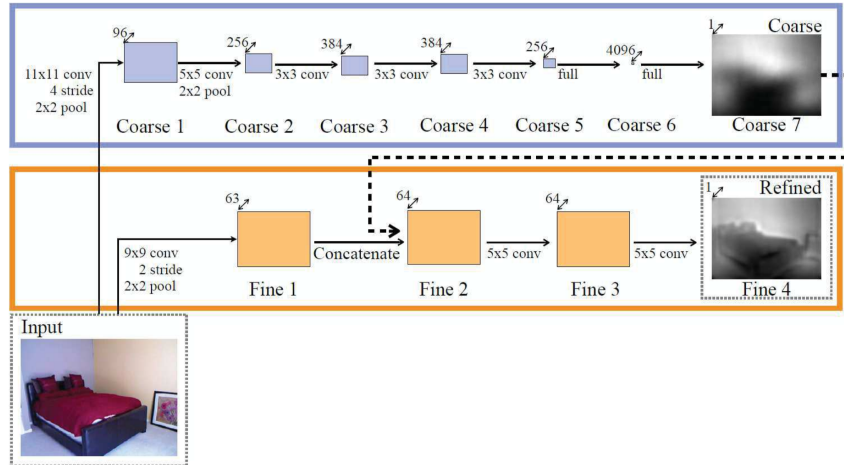 96
256
384
384
256
4096
1
Coarse
11x11 conv
4 stride
2x2 pool
5x5 conv
2x2 pool
3x3 conv
3x3 conv
3x3 conv
full
full
Coarse 1
Coarse 2
Coarse 3
Coarse 4
Coarse 5
Coarse 6
Coarse 7
63
64
64
1
Refined
9x9 conv
2 stride
2x2 pool
Concatenate
5x5 conv
5x5 conv
Fine 1
Fine 2
Fine 3
Fine 4
Input